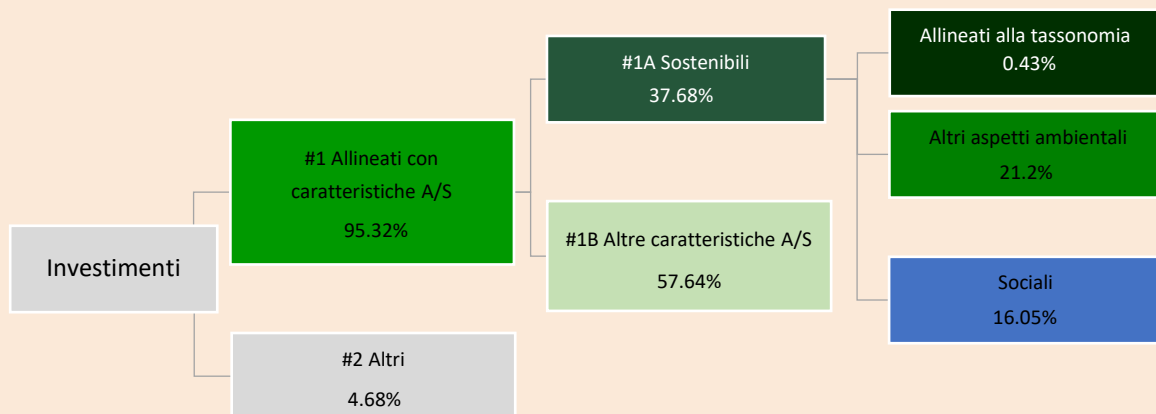 Investimenti
#1 Allineati con
caratteristiche A/S
95.32%
#2 Altri
4.68%
#1A Sostenibili
37.68%
#1B Altre caratteristiche A/S
57.64%
Allineati alla tassonomia
0.43%
Altri aspetti ambientali
21.2%
Sociali
16.05%